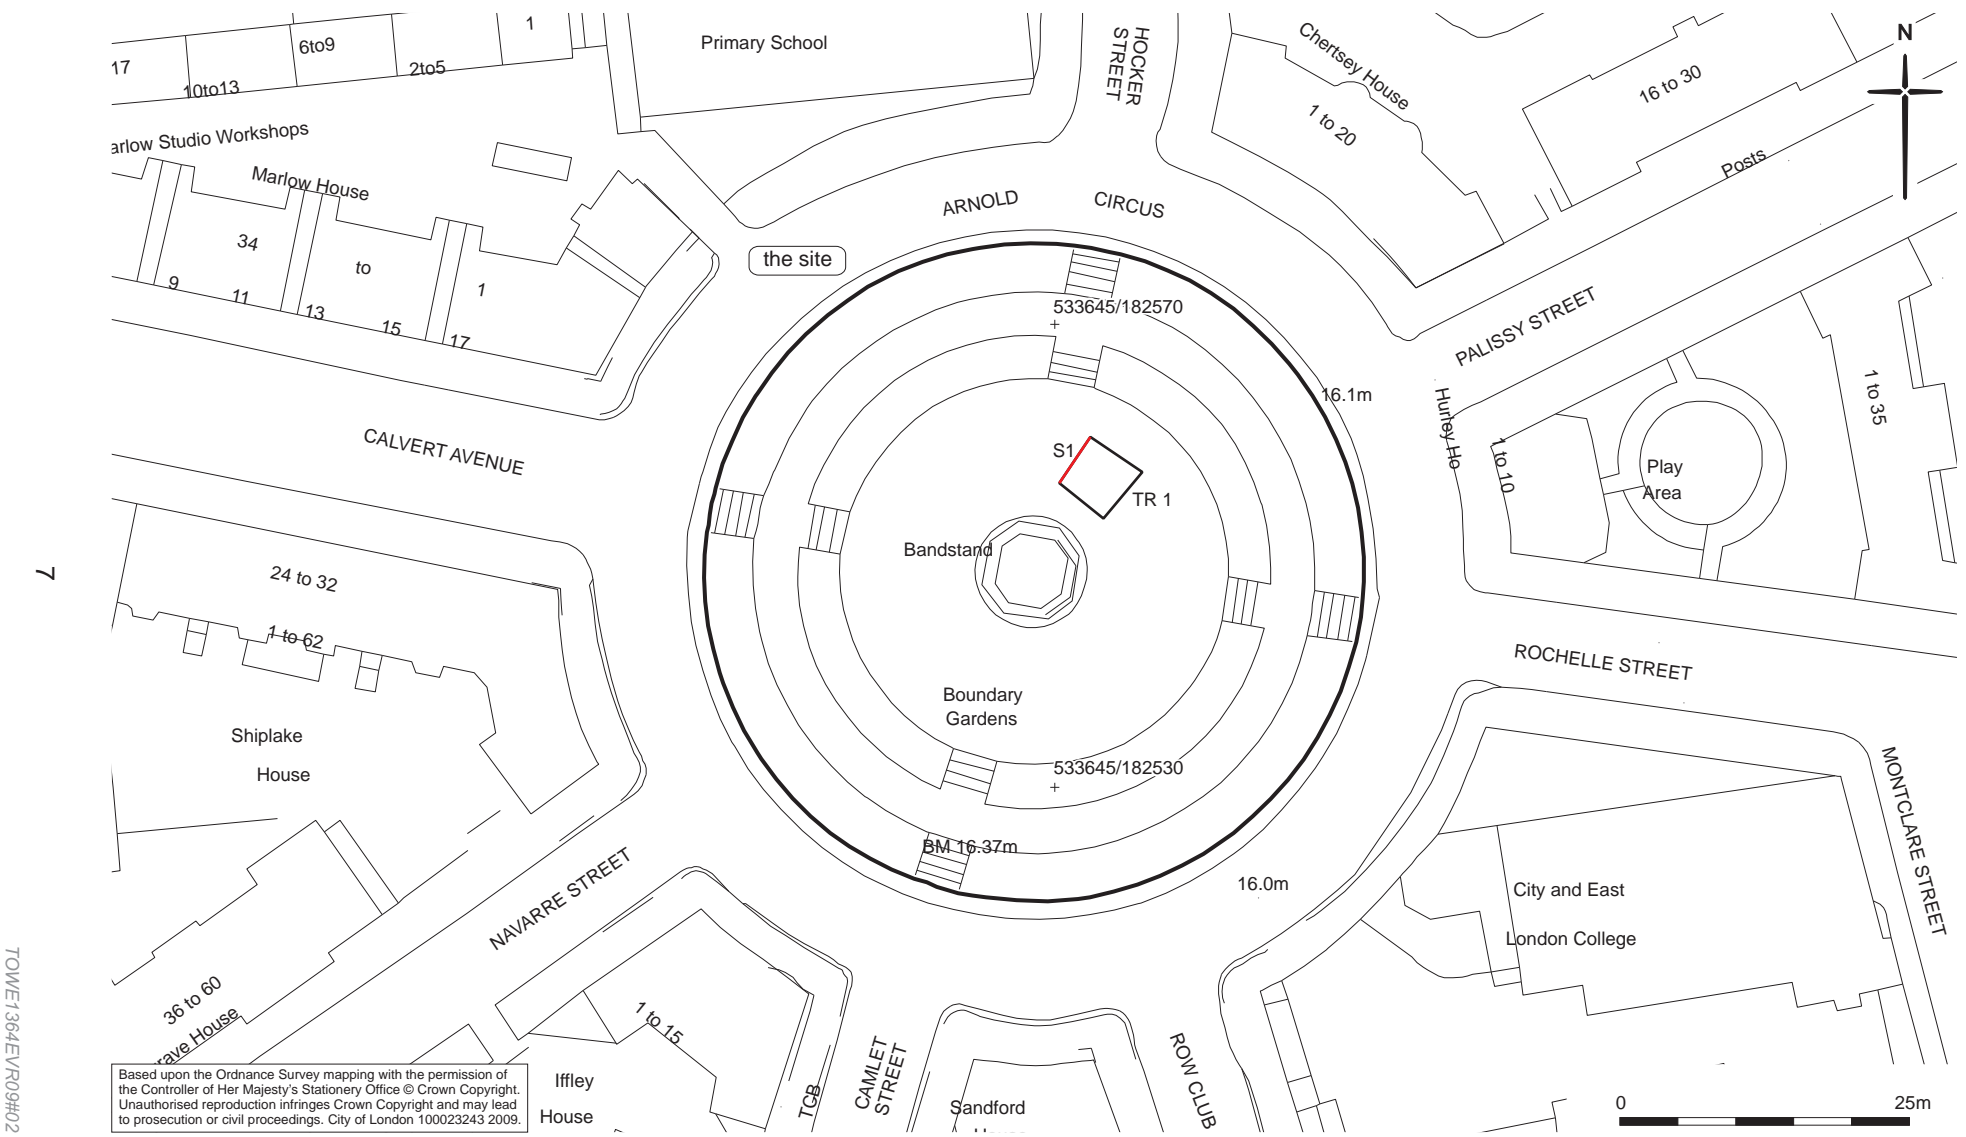 1
Primary School
HOCKER
STREET
Chertsey House
1 to 20
16 to 30
N
17
10to13
6to9
2to5
arlow Studio Workshops
Marlow House
Posts
ARNOLD CIRCUS
34
to
1
9
11
13
15
17
the site
533645/182570
PALISSY STREET
16.1m
1 to 35
Hurley Ho
1 to 10
Play
Area
CALVERT AVENUE
S1
TR 1
Bandstand
7
24 to 32
1 to 62
ROCHELLE STREET
Boundary
Gardens
Shiplake
House
533645/182530
MONTCLARE STREET
BM 16.37m
16.0m
NAVARRE STREET
City and East
London College
36 to 60
rave House
1 to 15
TCB
CAMLET
STREET
ROW CLUB
Iffley
House
Sandford
Based upon the Ordnance Survey mapping with the permission of
the Controller of Her Majesty's Stationery Office © Crown Copyright.
Unauthorised reproduction infringes Crown Copyright and may lead
to prosecution or civil proceedings. City of London 100023243 2009.
0 25m
TOWE1364EVR09#02